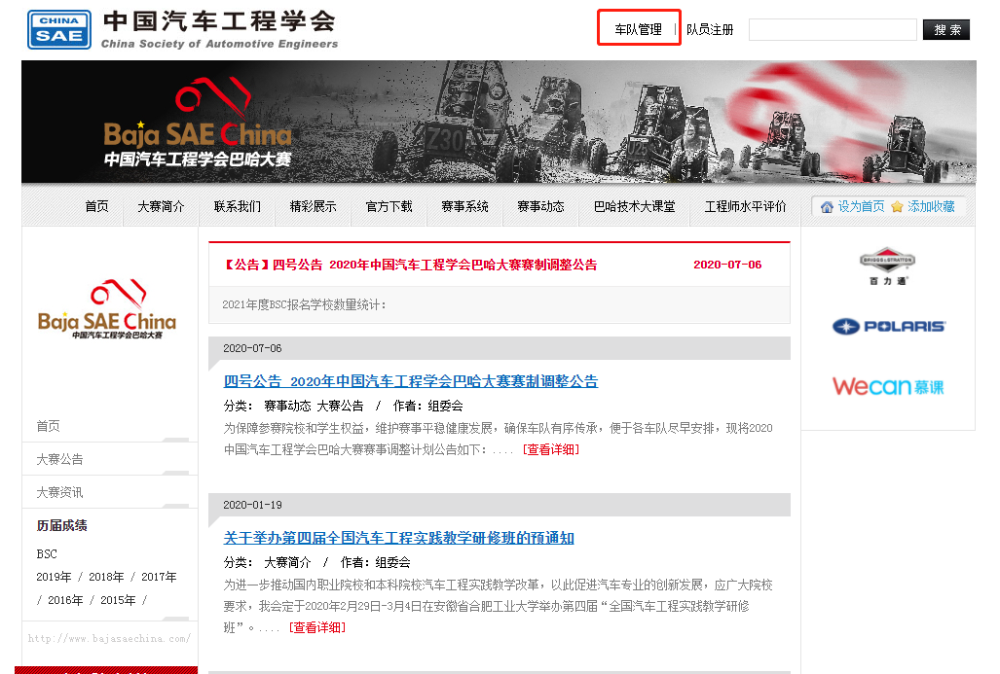 CHINA
SAE
中国汽车工程学会
China Society of Automotive Engineers
车队管理 | 队员注册
搜 索
Baja SAE China
中国汽车工程学会巴哈大赛
Z30
U25
首页 大赛简介 联系我们 精彩展示 官方下载 赛事系统 赛事动态 巴哈技术大课堂 工程师水平评价 设为首页 添加收藏
Baja SAE China
中国汽车工程学会巴哈大赛
首页
大赛公告
大赛资讯
历届成绩
BSC
2019年 / 2018年 / 2017年
/ 2016年 / 2015年 /
http://www.bajasaechina.com/
【公告】四号公告 2020年中国汽车工程学会巴哈大赛赛制调整公告 2020-07-06
2021年度BSC报名学校数量统计：
2020-07-06
四号公告 2020年中国汽车工程学会巴哈大赛赛制调整公告
分类： 赛事动态 大赛公告 / 作者：组委会
为保障参赛院校和学生权益，维护赛事平稳健康发展，确保车队有序传承，便于各车队尽早安排，现将2020
中国汽车工程学会巴哈大赛赛事调整计划公告如下：.... [查看详细]
2020-01-19
关于举办第四届全国汽车工程实践教学研修班的预通知
分类： 大赛简介 / 作者：组委会
为进一步推动国内职业院校和本科院校汽车工程实践教学改革，以此促进汽车专业的创新发展，应广大院校
要求，我会定于2020年2月29日-3月4日在安徽省合肥工业大学举办第四届“全国汽车工程实践教学研修
班”。.... [查看详细]
BRIGGS&STRATTON
百力通
POLARIS
Wecan慕课